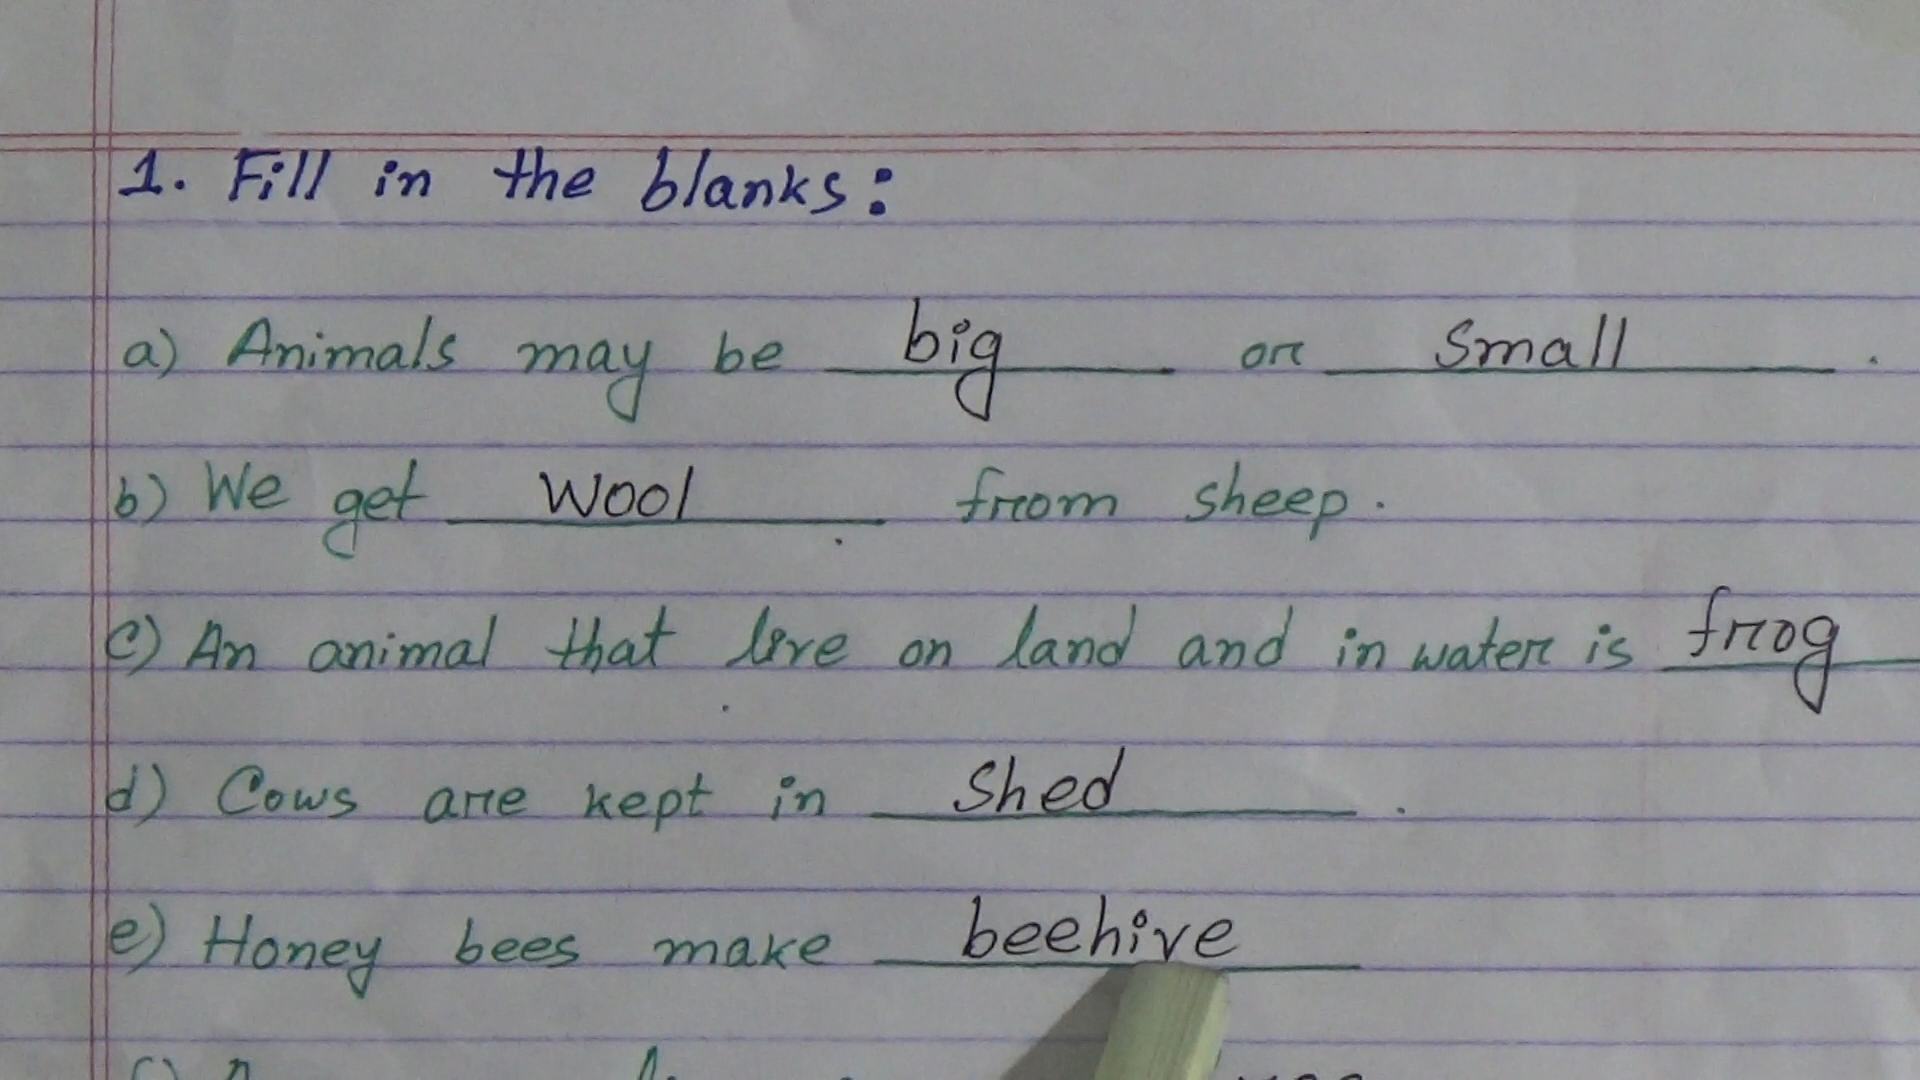 1. Fill in the blanks:
a) Animals may be big or small .
b) We get wool from sheep.
c) An animal that live on land and in water is frog
d) Cows are kept in shed .
e) Honey bees make beehive